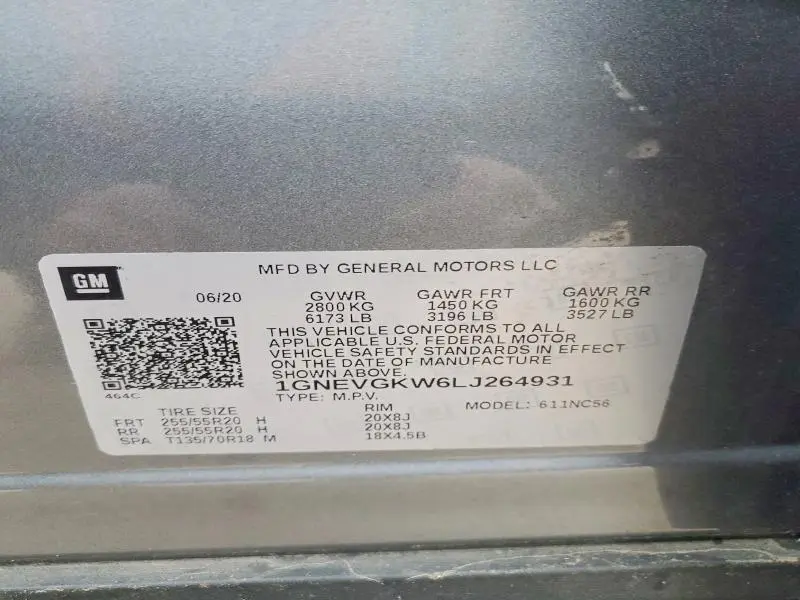 GM
MFD BY GENERAL MOTORS LLC
06/20 GVWR GAWR FRT GAWR RR
2800 KG 1450 KG 1600 KG
6173 LB 3196 LB 3527 LB
THIS VEHICLE CONFORMS TO ALL
APPLICABLE U.S. FEDERAL MOTOR
VEHICLE SAFETY STANDARDS IN EFFECT
ON THE DATE OF MANUFACTURE
SHOWN ABOVE.
464C 1GNEVGKW6LJ264931
TYPE: M.P.V. MODEL: 611NC56
TIRE SIZE RIM
FRT 255/55R20 H 20X8J
RR 255/55R20 H 20X8J
SPA T135/70R18 M 18X4.5B